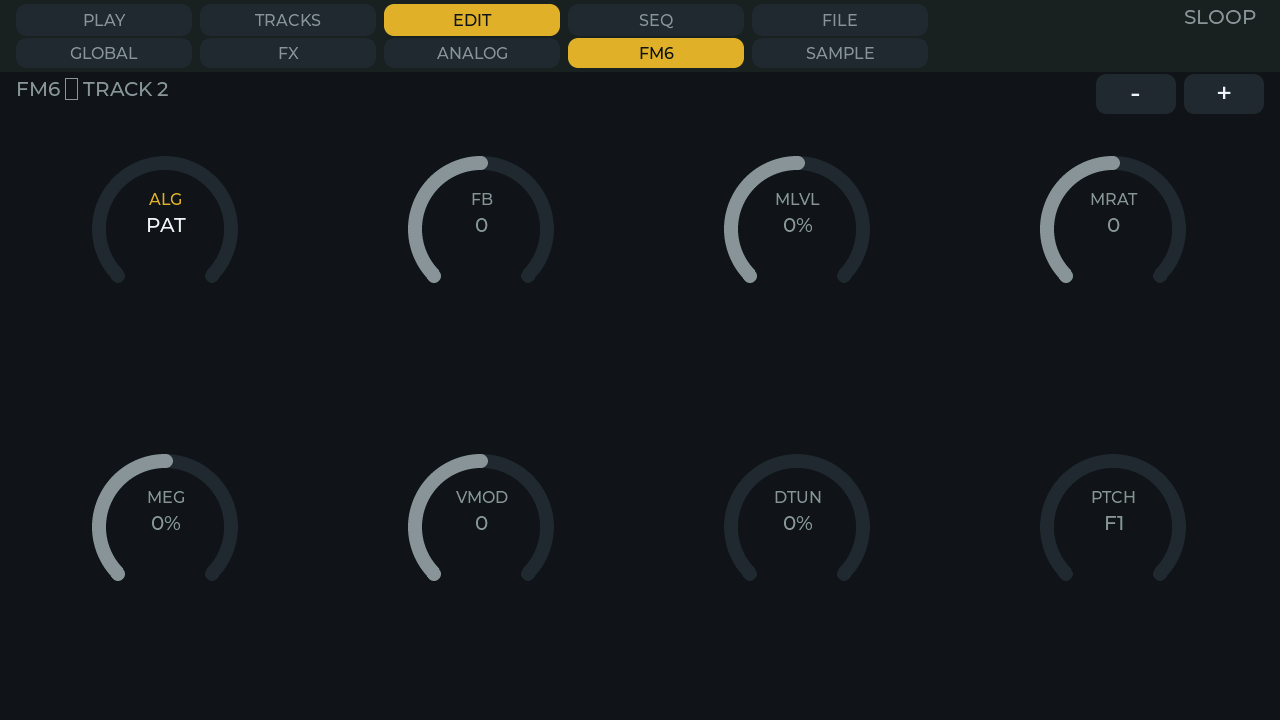 PLAY TRACKS EDIT SEQ FILE SLOOP
GLOBAL FX ANALOG FM6 SAMPLE
FM6 TRACK 2 - +
ALG FB MLVL MRAT
PAT 0 0% 0
MEG VMOD DTUN PTCH
0% 0 0% F1